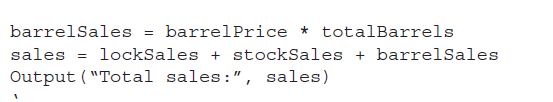 barrelSales = barrelPrice * totalBarrels
sales = lockSales + stockSales + barrelSales
Output(“Total sales:”, sales)